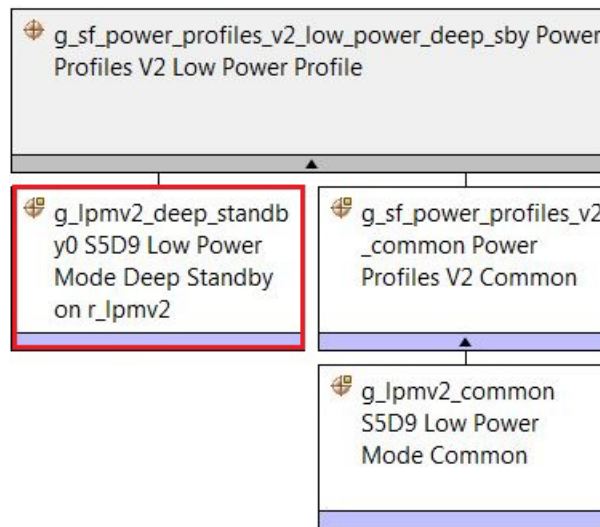 g_sf_power_profiles_v2_low_power_deep_sby Power
Profiles V2 Low Power Profile
g_lpmv2_deep_standb
y0 S5D9 Low Power
Mode Deep Standby
on r_lpmv2
g_sf_power_profiles_v2
_common Power
Profiles V2 Common
g_lpmv2_common
S5D9 Low Power
Mode Common